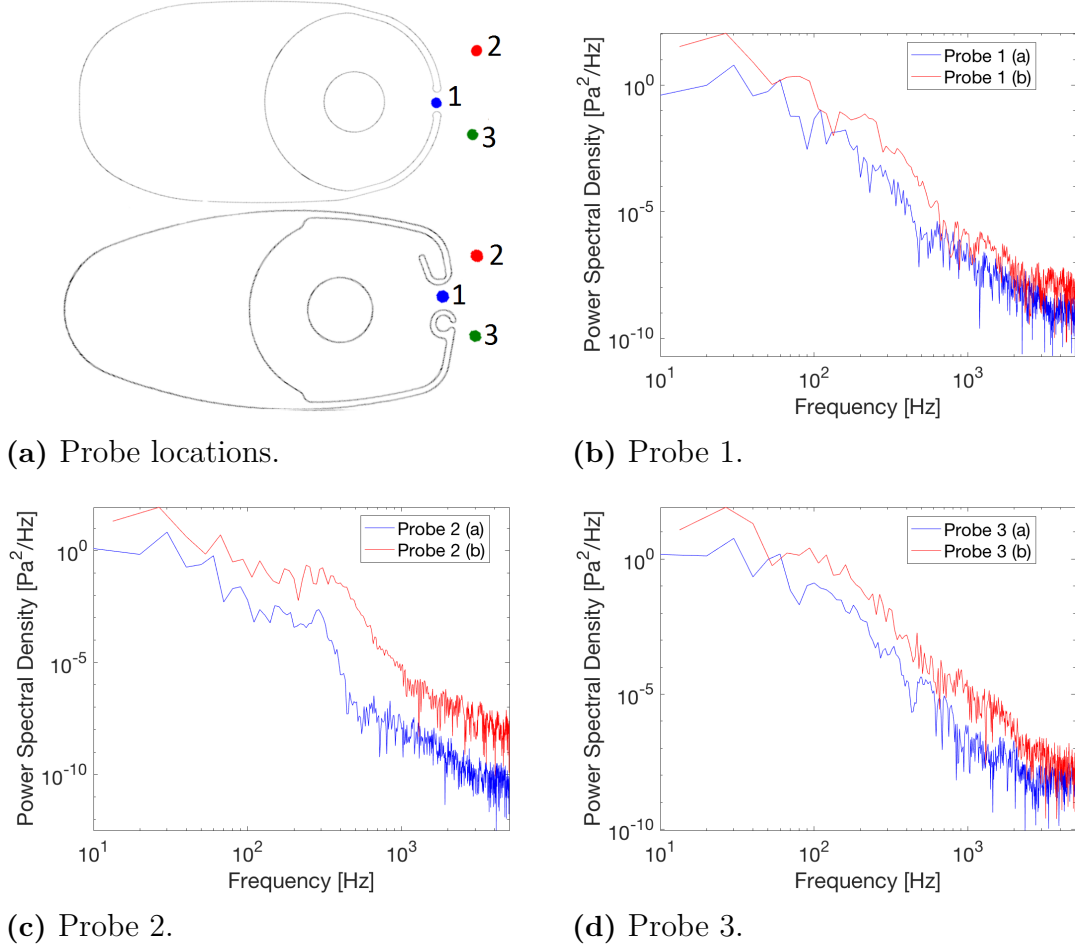 2
1
3
2
1
3
Power Spectral Density [Pa²/Hz]
10⁰
10⁻⁵
10⁻¹⁰
Probe 1 (a)
Probe 1 (b)
10¹ 10² 10³
Frequency [Hz]
(a) Probe locations.
(b) Probe 1.
Power Spectral Density [Pa²/Hz]
10⁰
10⁻⁵
10⁻¹⁰
Probe 2 (a)
Probe 2 (b)
10¹ 10² 10³
Frequency [Hz]
Power Spectral Density [Pa²/Hz]
10⁰
10⁻⁵
10⁻¹⁰
Probe 3 (a)
Probe 3 (b)
10¹ 10² 10³
Frequency [Hz]
(c) Probe 2.
(d) Probe 3.